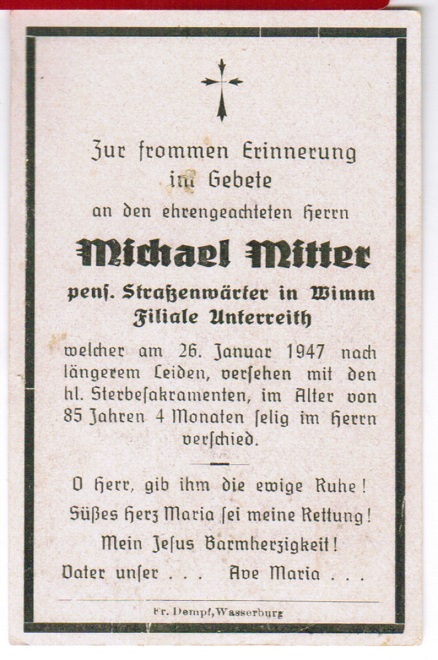 Zur frommen Erinnerung
im Gebete
an den ehrengeachteten Herrn
Michael Mitter
pens. Straßenwärter in Wimm
Filiale Unterreith
welcher am 26. Januar 1947 nach
längerem Leiden, versehen mit den
hl. Sterbesakramenten, im Alter von
85 Jahren 4 Monaten selig im Herrn
verschied.
O Herr, gib ihm die ewige Ruhe!
Süßes Herz Maria sei meine Rettung!
Mein Jesus Barmherzigkeit!
Vater unser . . . Ave Maria . . .
Fr. Dempf, Wasserburg